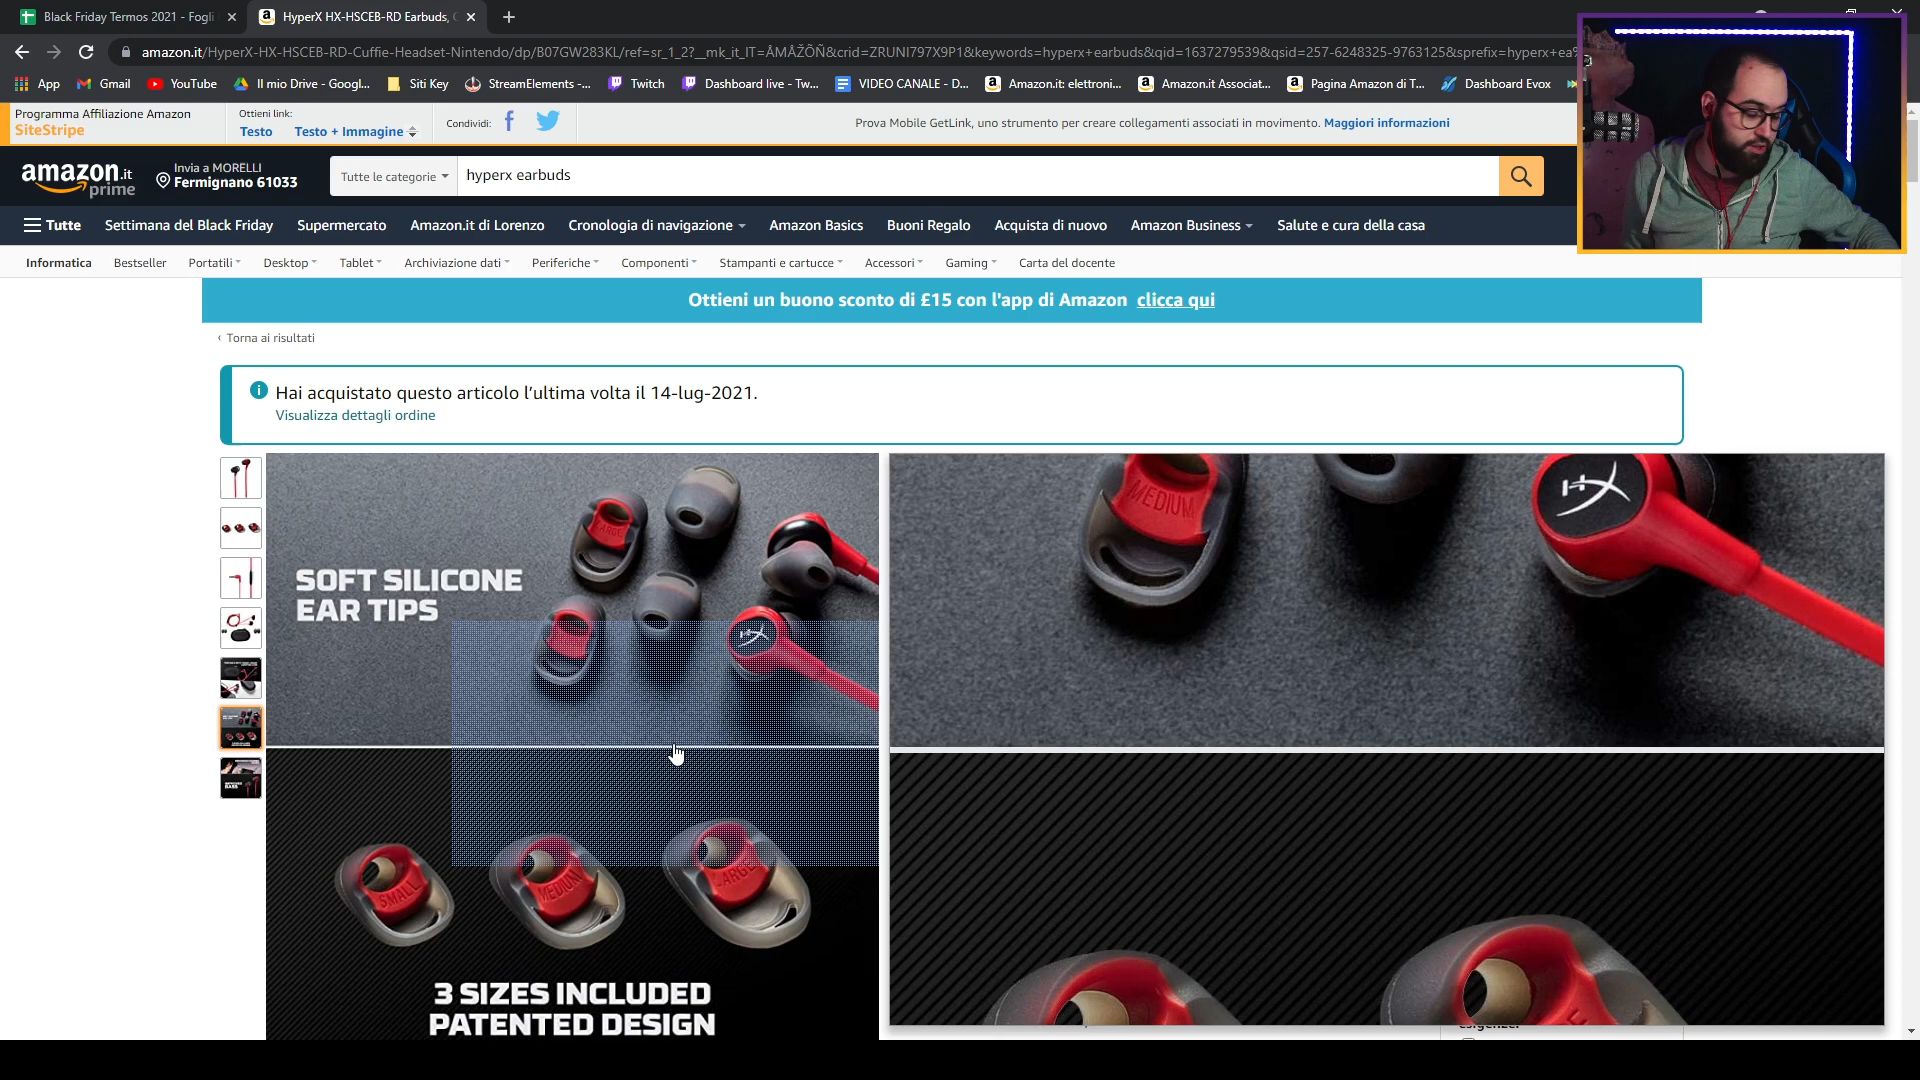 Black Friday Termos 2021 - Fogli
HyperX HX-HSCEB-RD Earbuds,
amazon.it/HyperX-HX-HSCEB-RD-Cuffie-Headset-Nintendo/dp/B07GW283KL/ref=sr_1_2?__mk_it_IT=ÅMÅŽÕÑ&crid=ZRUNI797X9P1&keywords=hyperx+earbuds&qid=1637279539&qsid=257-6248325-9763125&sprefix=hyperx+ea%
App
Gmail
YouTube
Il mio Drive - Googl...
Siti Key
StreamElements -...
Twitch
Dashboard live - Tw...
VIDEO CANALE - D...
Amazon.it: elettroni...
Amazon.it Associat...
Pagina Amazon di T...
Dashboard Evox
Programma Affiliazione Amazon
SiteStripe
Ottieni link:
Testo Testo + Immagine
Condividi:
Prova Mobile GetLink, uno strumento per creare collegamenti associati in movimento. Maggiori informazioni
amazon.it
prime
Invia a MORELLI
Fermignano 61033
Tutte le categorie
hyperx earbuds
Tutte
Settimana del Black Friday
Supermercato
Amazon.it di Lorenzo
Cronologia di navigazione
Amazon Basics
Buoni Regalo
Acquista di nuovo
Amazon Business
Salute e cura della casa
Informatica
Bestseller
Portatili
Desktop
Tablet
Archiviazione dati
Periferiche
Componenti
Stampanti e cartucce
Accessori
Gaming
Carta del docente
Ottieni un buono sconto di £15 con l'app di Amazon clicca qui
‹ Torna ai risultati
Hai acquistato questo articolo l'ultima volta il 14-lug-2021.
Visualizza dettagli ordine
SOFT SILICONE
EAR TIPS
LARGE
HX
SMALL
MEDIUM
LARGE
3 SIZES INCLUDED
PATENTED DESIGN
MEDIUM
HX